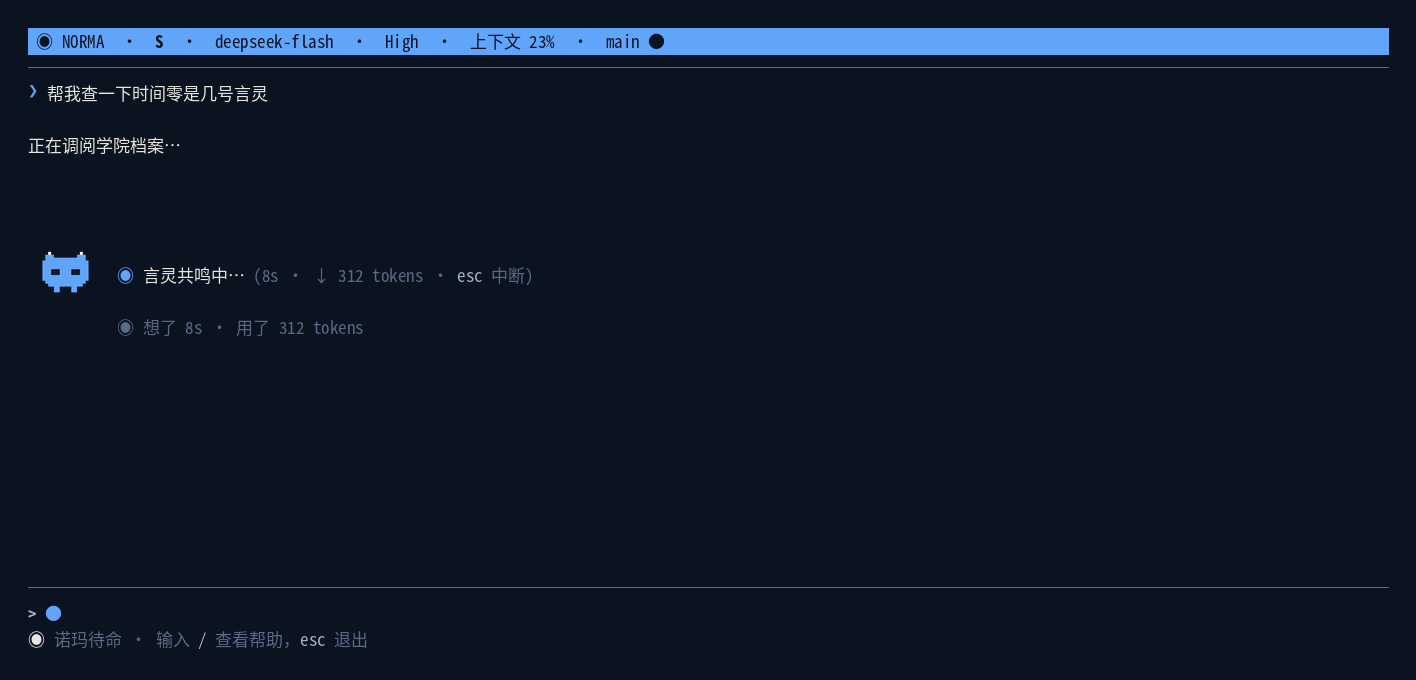 ◉ NORMA · S · deepseek-flash · High · 上下文 23% · main ●
❯ 帮我查一下时间零是几号言灵
正在调阅学院档案…
◉ 言灵共鸣中… (8s · ↓ 312 tokens · esc 中断)
◉ 想了 8s · 用了 312 tokens
> ●
◉ 诺玛待命 · 输入 / 查看帮助，esc 退出